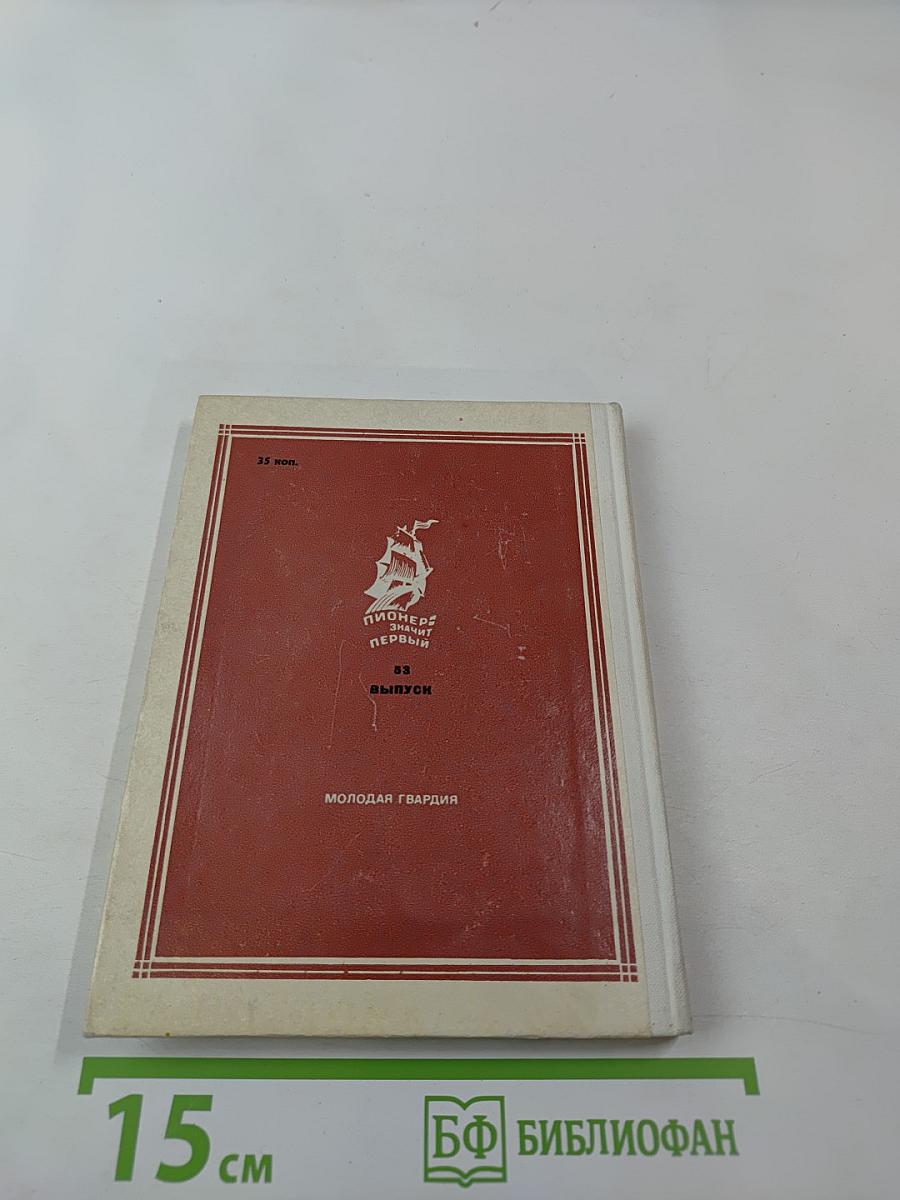 35 коп.
ПИОНЕР-
ЗНАЧИТ
ПЕРВЫЙ
53
ВЫПУСК
МОЛОДАЯ ГВАРДИЯ
15 см
БФ БИБЛИОФАН